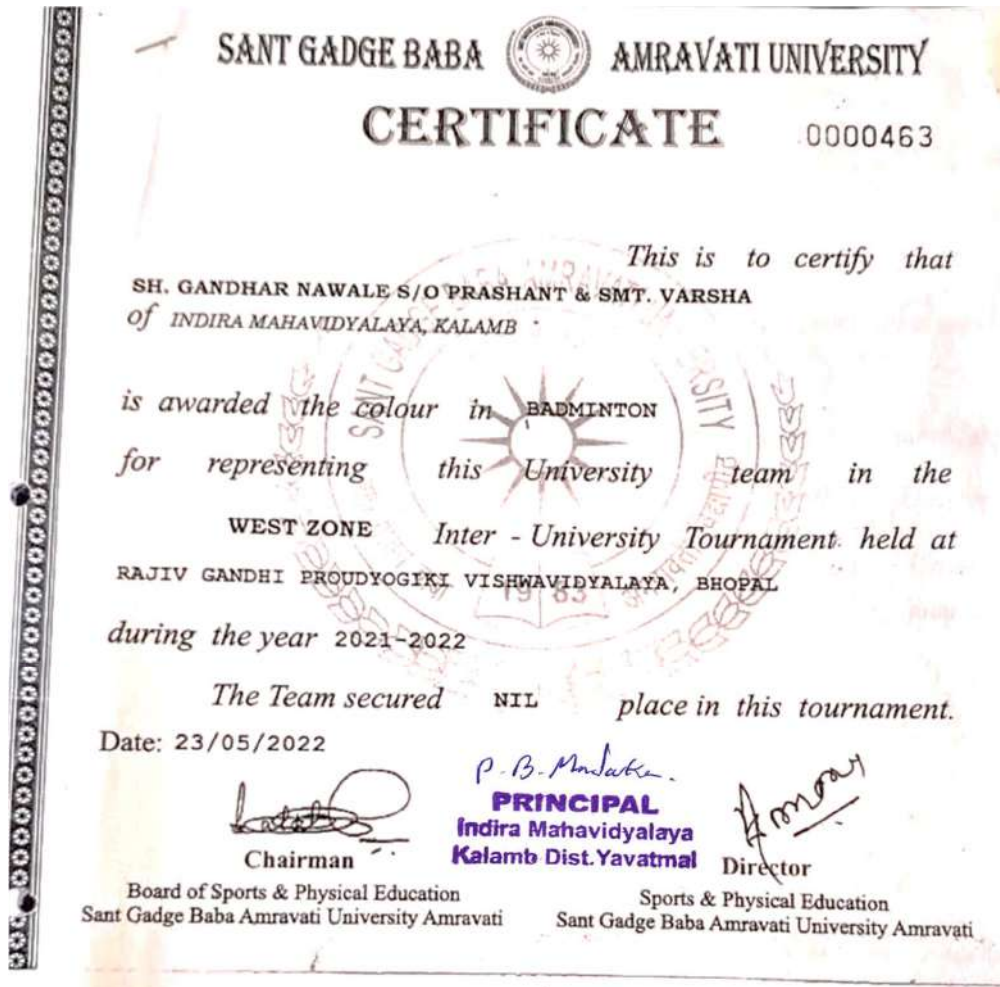 SANT GADGE BABA AMRAVATI UNIVERSITY
CERTIFICATE 0000463
This is to certify that
SH. GANDHAR NAWALE S/O PRASHANT & SMT. VARSHA
of INDIRA MAHAVIDYALAYA, KALAMB
is awarded the colour in BADMINTON
for representing this University team in the
WEST ZONE Inter - University Tournament held at
RAJIV GANDHI PROUDYOGIKI VISHWAVIDYALAYA, BHOPAL
1983
during the year 2021-2022
The Team secured NIL place in this tournament.
Date: 23/05/2022
PRINCIPAL
Indira Mahavidyalaya
Kalamb Dist. Yavatmal
Chairman
Board of Sports & Physical Education
Sant Gadge Baba Amravati University Amravati
Director
Sports & Physical Education
Sant Gadge Baba Amravati University Amravati